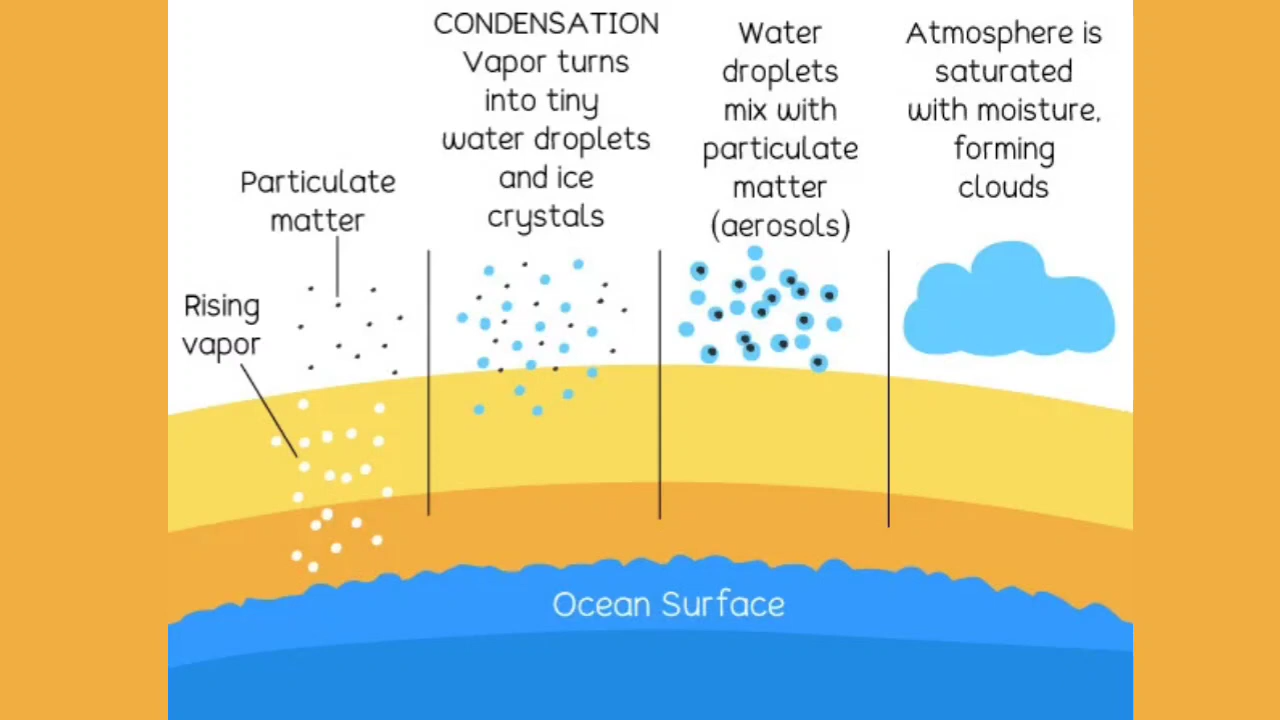 Rising
vapor
Particulate
matter
CONDENSATION
Vapor turns
into tiny
water droplets
and ice
crystals
Water
droplets
mix with
particulate
matter
(aerosols)
Atmosphere is
saturated
with moisture,
forming
clouds
Ocean Surface